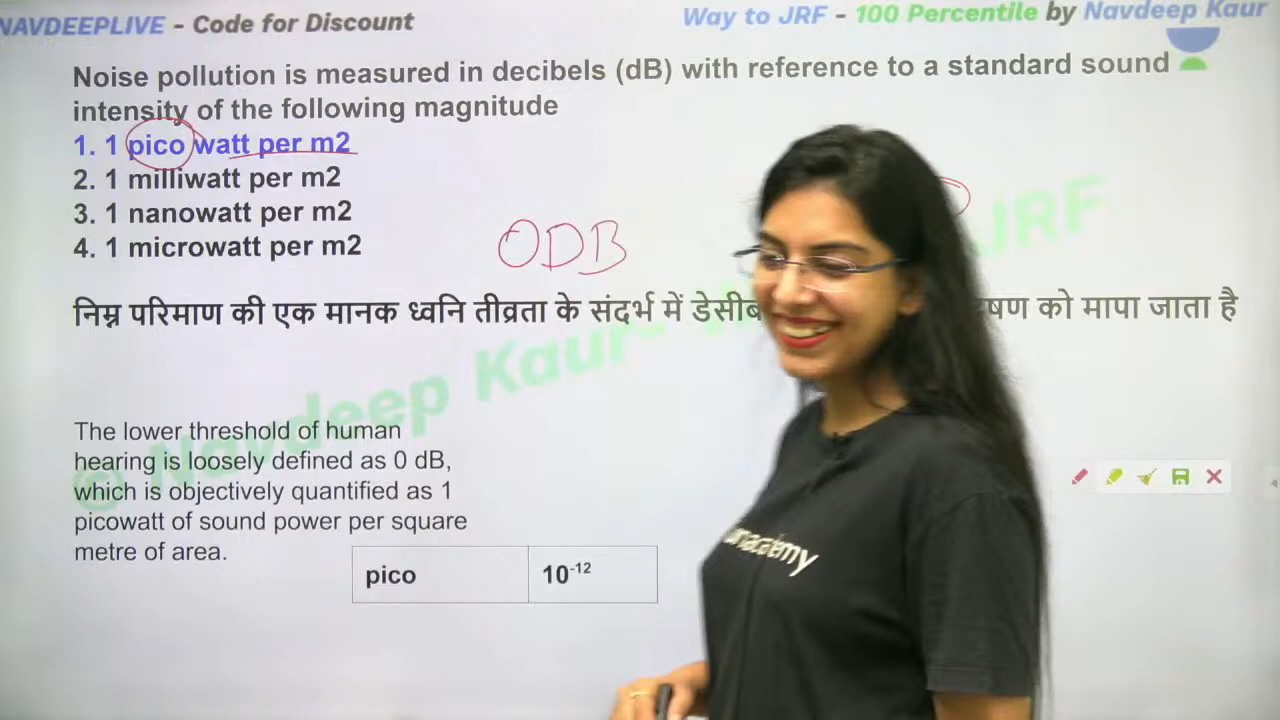 NAVDEEPLIVE - Code for Discount
Way to JRF - 100 Percentile by Navdeep Kaur
Noise pollution is measured in decibels (dB) with reference to a standard sound
intensity of the following magnitude
1. 1 pico watt per m2
2. 1 milliwatt per m2
3. 1 nanowatt per m2
4. 1 microwatt per m2
ODB
निम्न परिमाण की एक मानक ध्वनि तीव्रता के संदर्भ में को मापा जाता है
© Navdeep Kaur- JRF
The lower threshold of human
hearing is loosely defined as 0 dB,
which is objectively quantified as 1
picowatt of sound power per square
metre of area.
pico 10⁻¹²